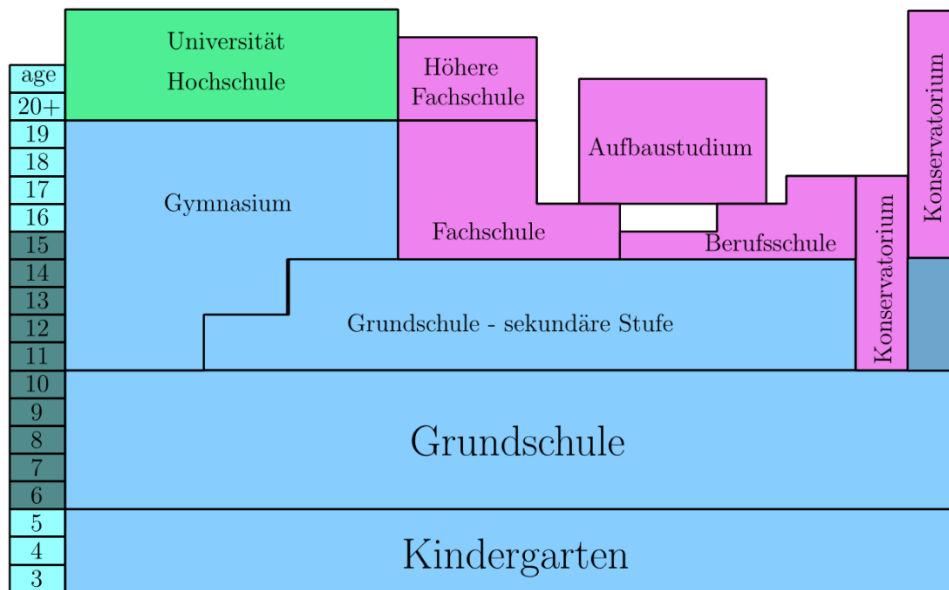 Universität
Hochschule
Höhere
Fachschule
Konservatorium
age
20+
19
18
17
16
15
14
13
12
11
10
9
8
7
6
5
4
3
Aufbaustudium
Gymnasium
Fachschule
Berufsschule
Konservatorium
Grundschule - sekundäre Stufe
Grundschule
Kindergarten